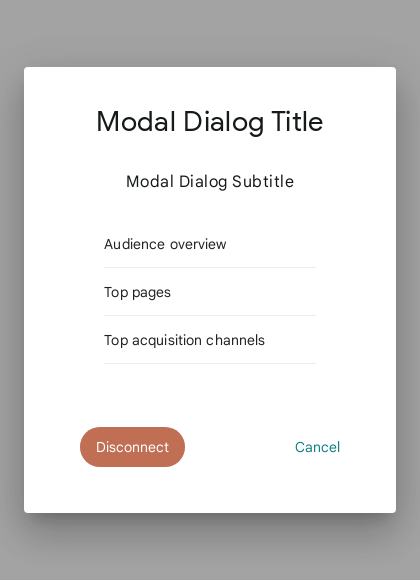 Modal Dialog Title
Modal Dialog Subtitle
Audience overview
Top pages
Top acquisition channels
Disconnect
Cancel